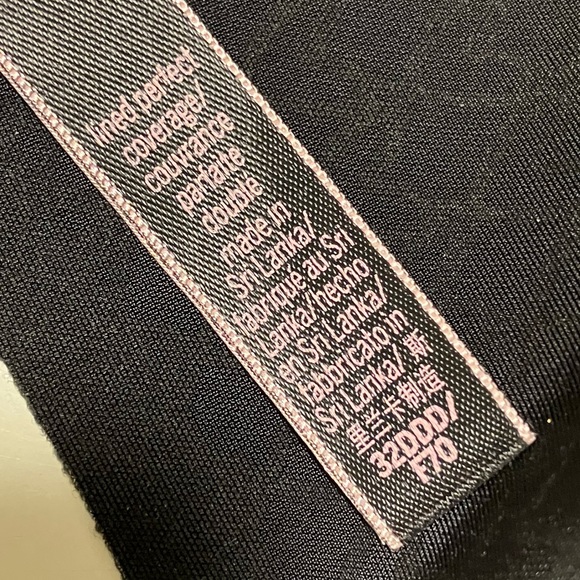 lined perfect
coverage/
couvrance
parfaite
double
made in
Sri Lanka/
fabriqué au Sri
Lanka/hecho
en Sri Lanka/
fabbricato in
Sri Lanka/ 斯
里兰卡制造
32DDD/
F70